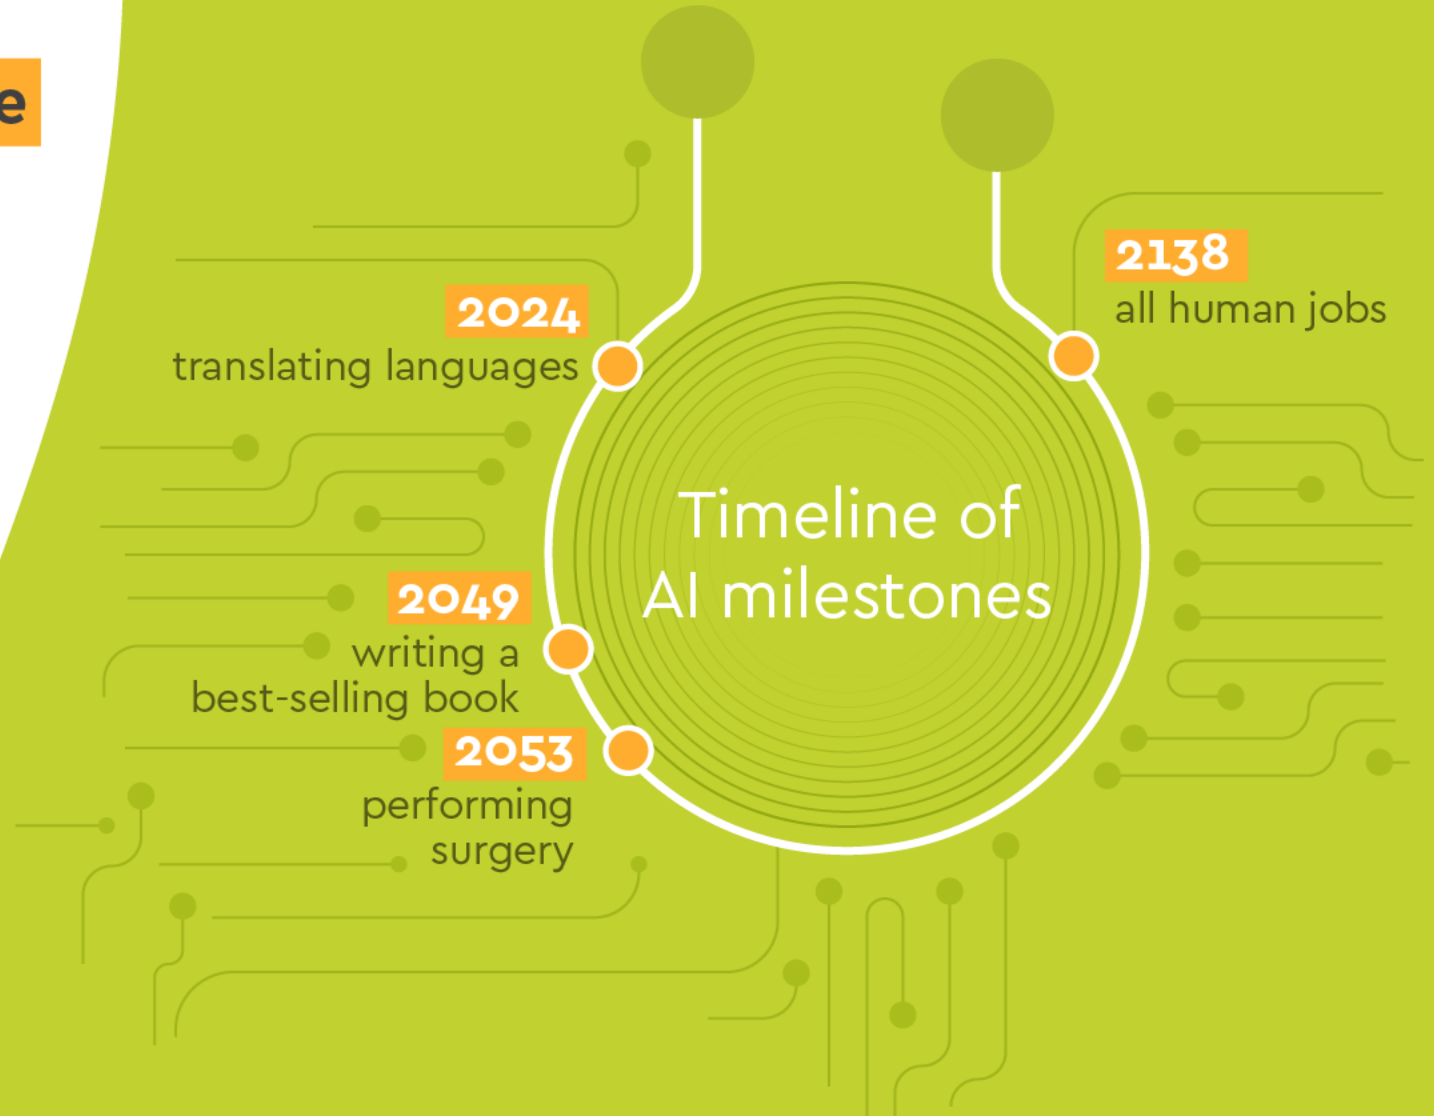 e
2024
translating languages
2049
writing a
best-selling book
2053
performing
surgery
2138
all human jobs
Timeline of
AI milestones